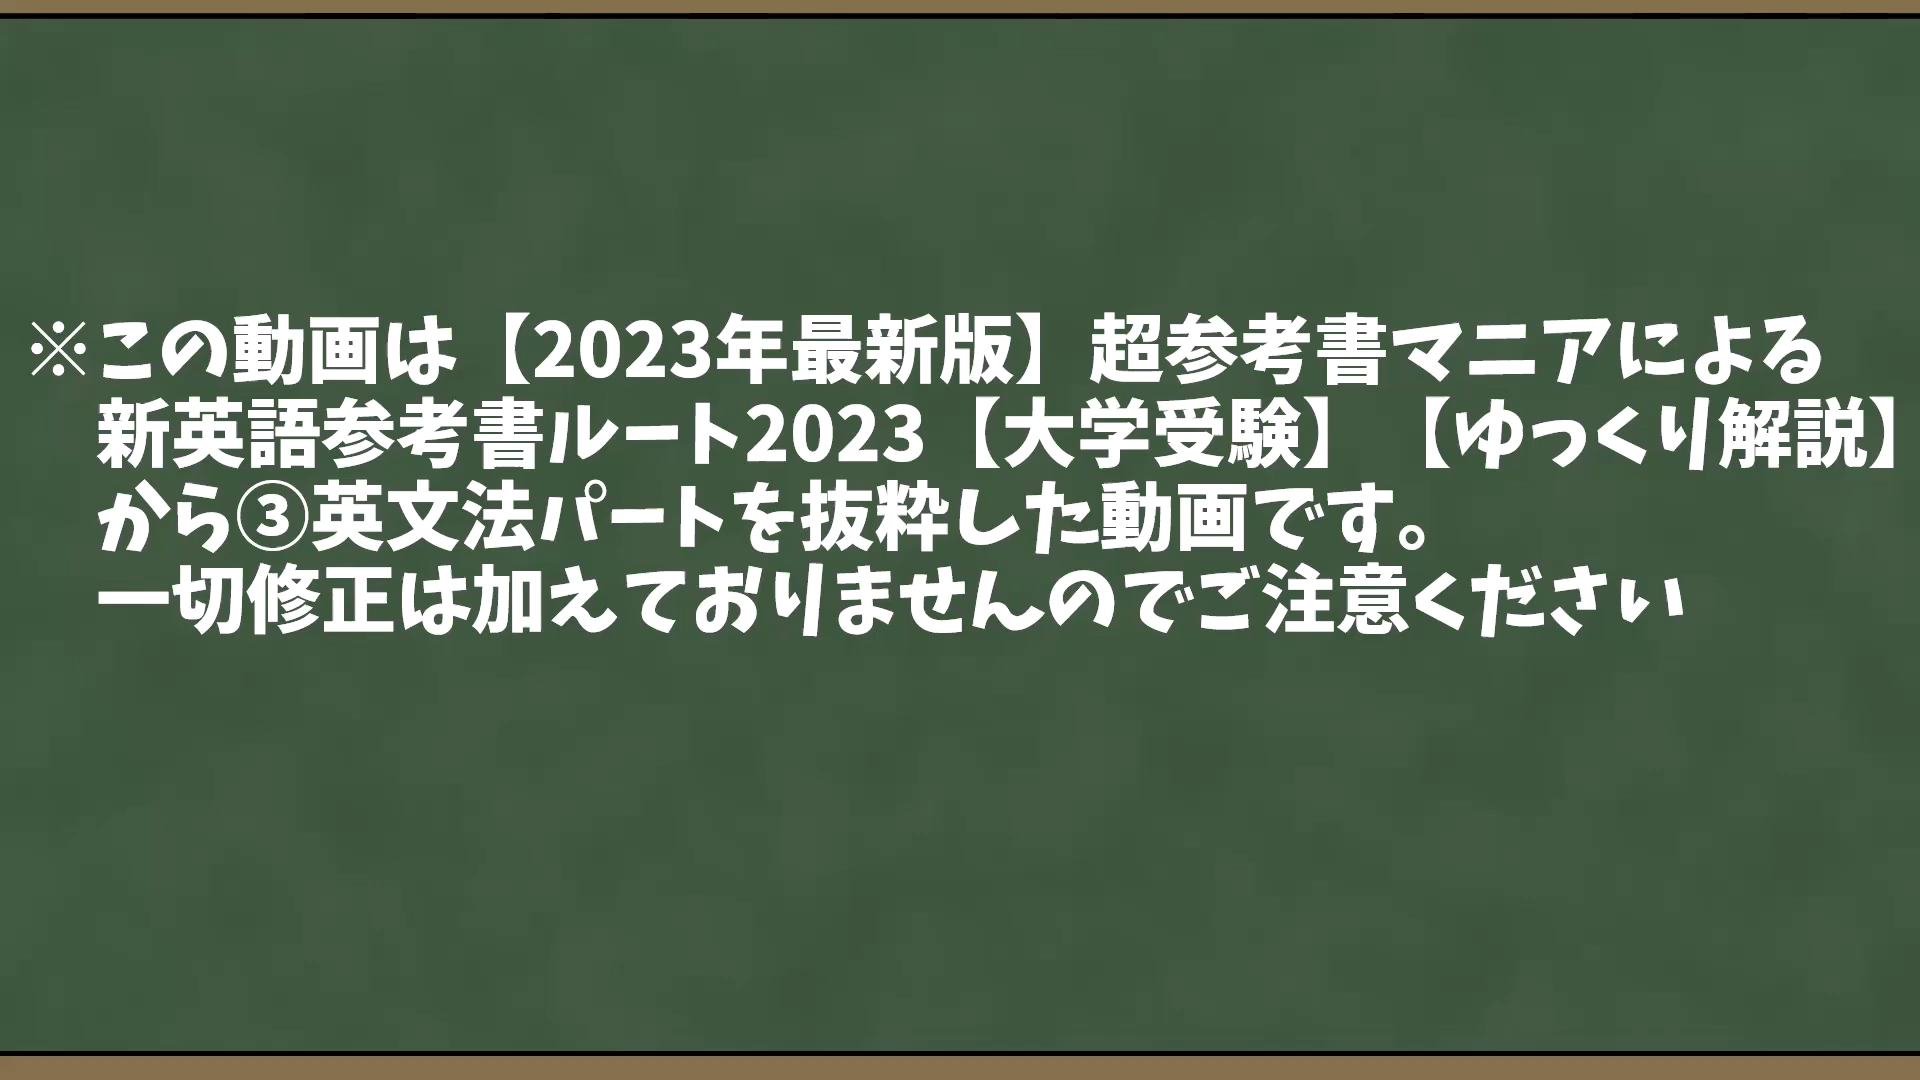 ※この動画は【2023年最新版】超参考書マニアによる
新英語参考書ルート2023【大学受験】【ゆっくり解説】
から③英文法パートを抜粋した動画です。
一切修正は加えておりませんのでご注意ください